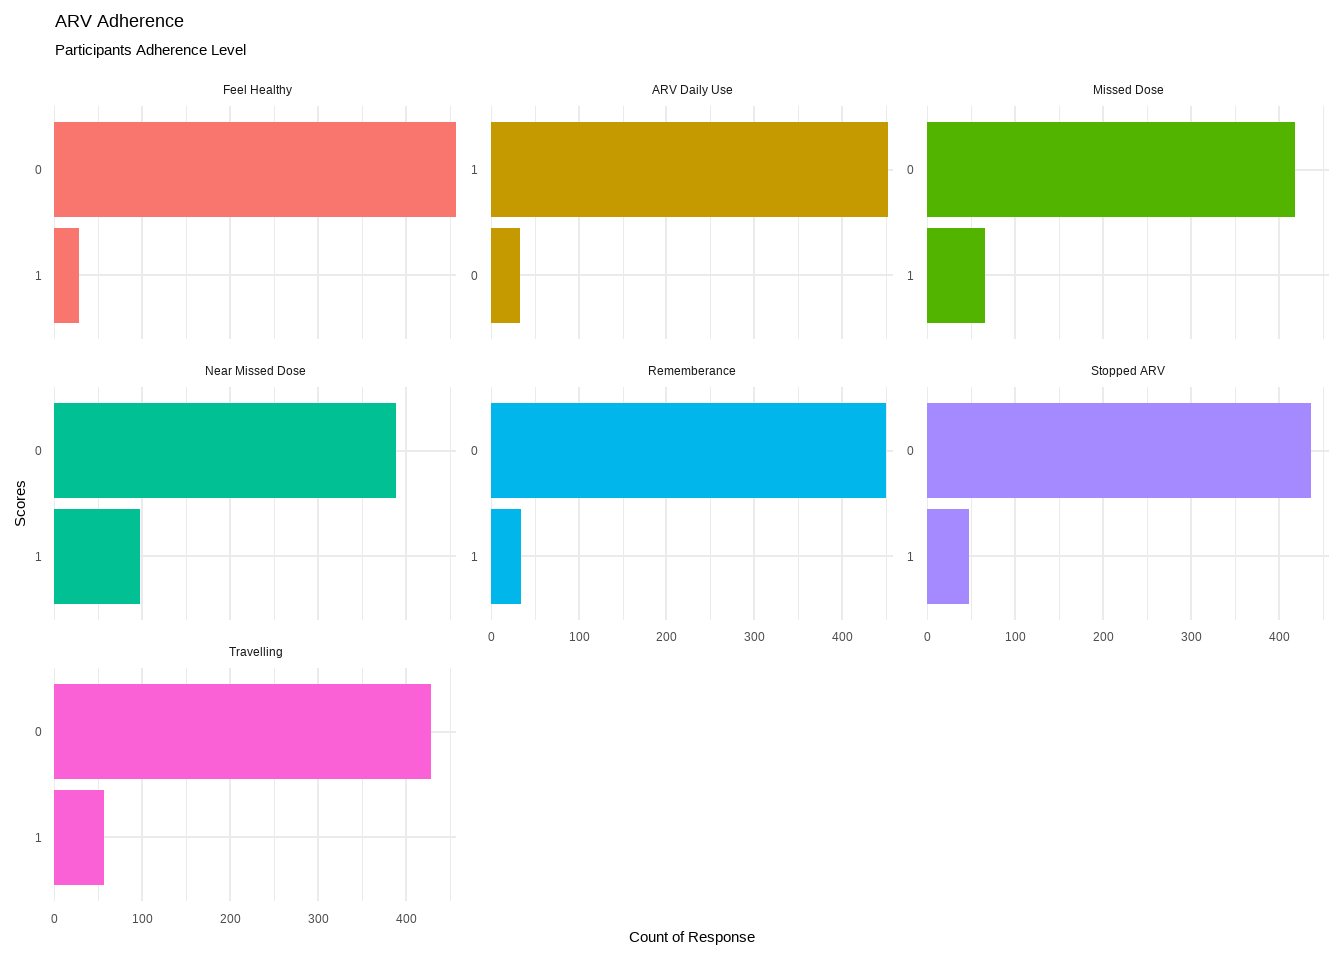 ARV Adherence
Participants Adherence Level
Feel Healthy
ARV Daily Use
Missed Dose
0
1
1
0
0
1
Near Missed Dose
Rememberance
Stopped ARV
0
1
0
1
0
1
0 100 200 300 400
0 100 200 300 400
Travelling
0
1
0 100 200 300 400
Scores
Count of Response